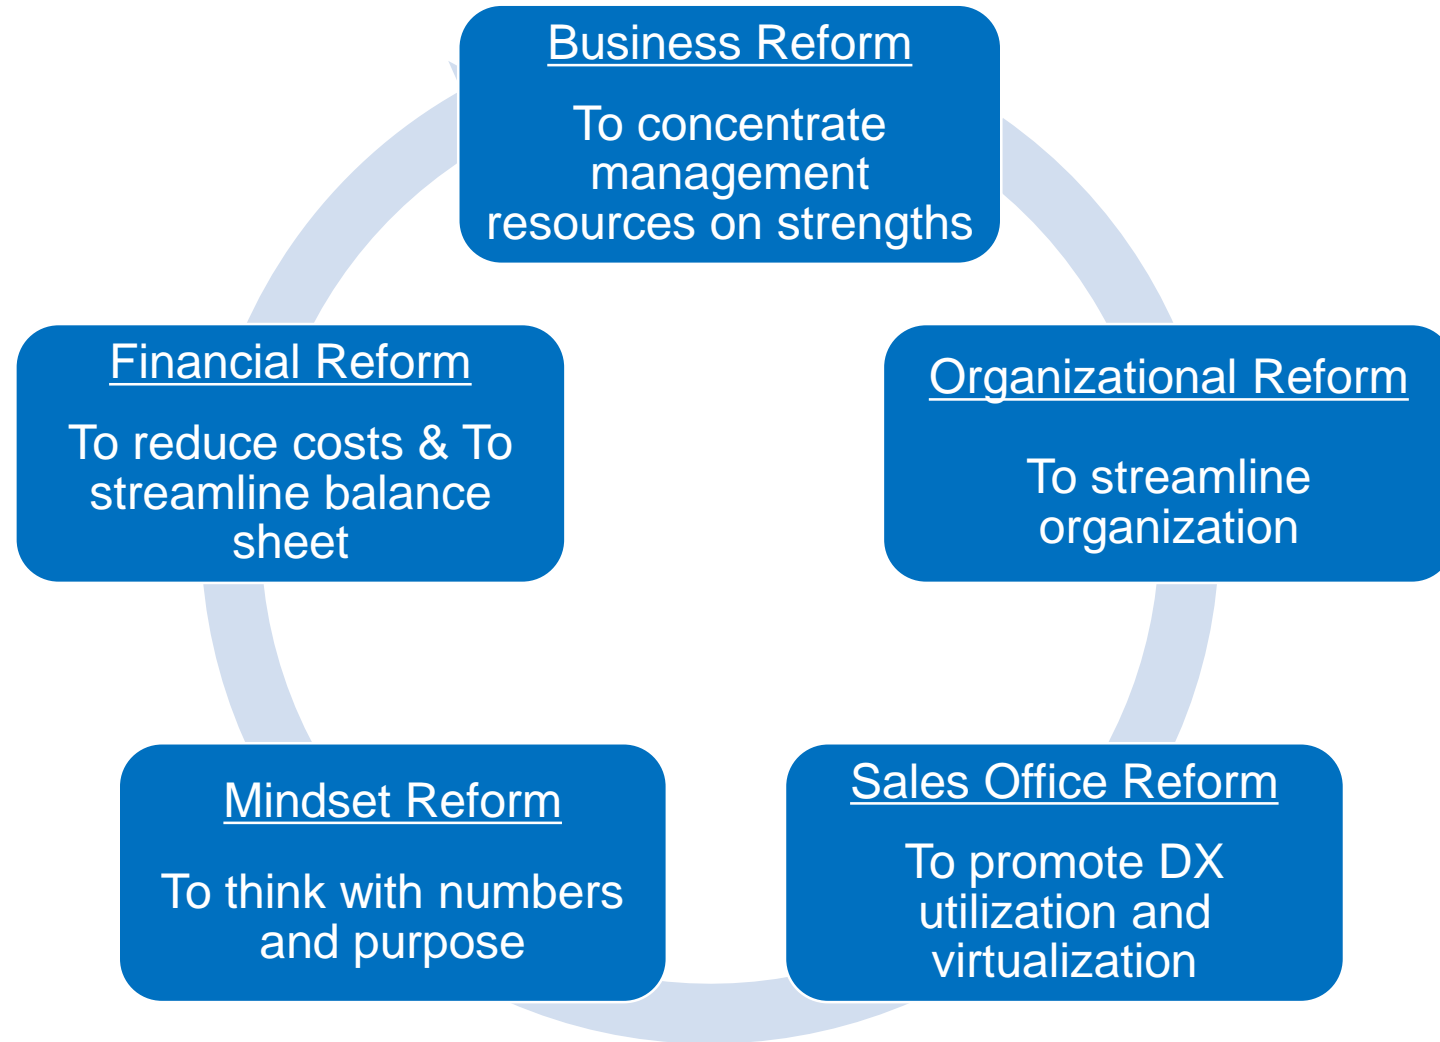 Business Reform
To concentrate
management
resources on strengths
Organizational Reform
To streamline
organization
Sales Office Reform
To promote DX
utilization and
virtualization
Mindset Reform
To think with numbers
and purpose
Financial Reform
To reduce costs & To
streamline balance
sheet